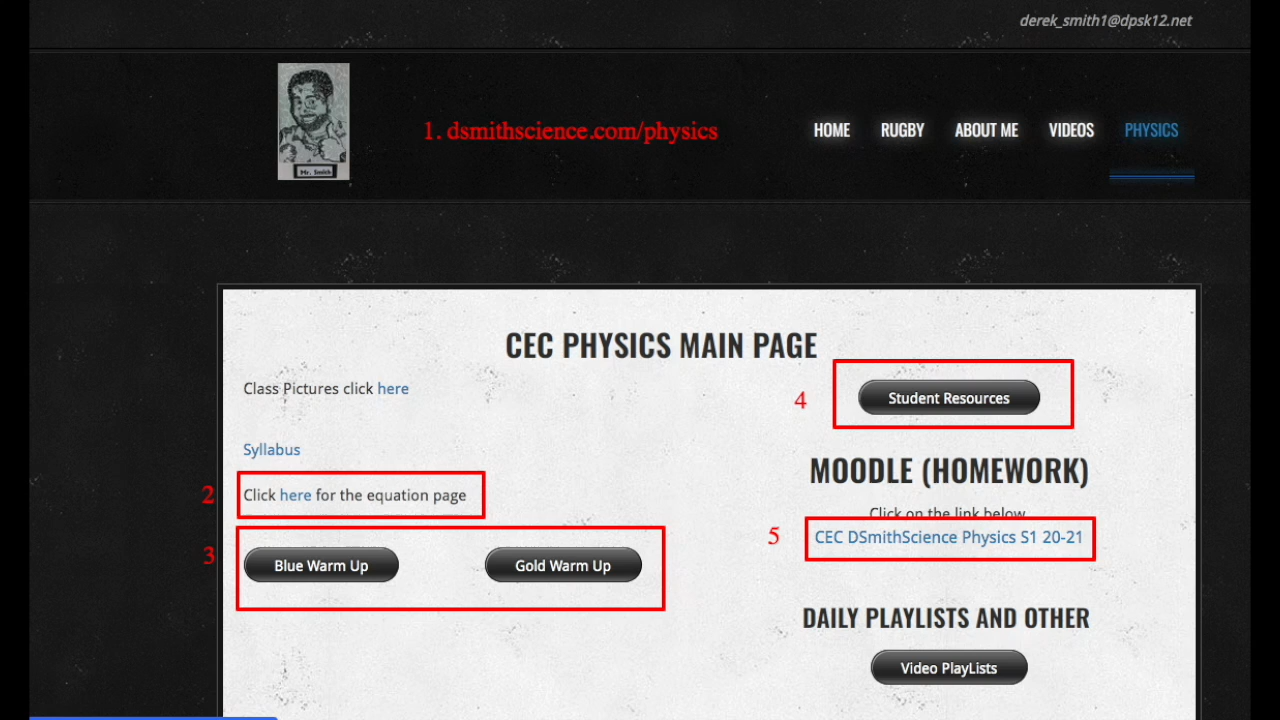 derek_smith1@dpsk12.net
1. dsmithscience.com/physics
HOME RUGBY ABOUT ME VIDEOS PHYSICS
Mr. Smith
CEC PHYSICS MAIN PAGE
Class Pictures click here
4
Student Resources
Syllabus
MOODLE (HOMEWORK)
2
Click here for the equation page
Click on the link below
5
CEC DSmithScience Physics S1 20-21
3
Blue Warm Up
Gold Warm Up
DAILY PLAYLISTS AND OTHER
Video PlayLists